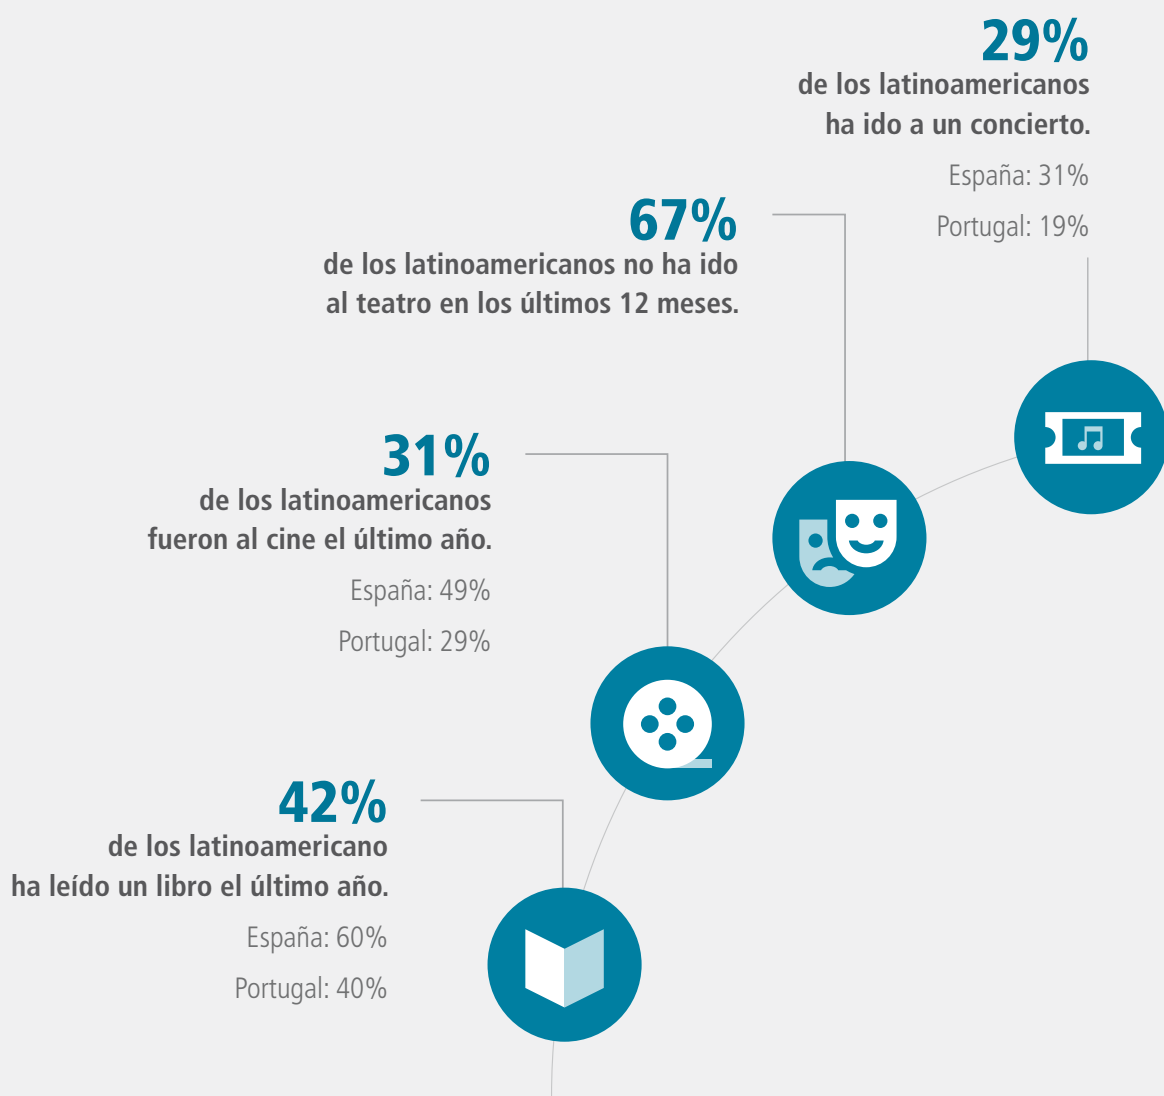 29%
de los latinoamericanos
ha ido a un concierto.
España: 31%
Portugal: 19%
67%
de los latinoamericanos no ha ido
al teatro en los últimos 12 meses.
31%
de los latinoamericanos
fueron al cine el último año.
España: 49%
Portugal: 29%
42%
de los latinoamericano
ha leído un libro el último año.
España: 60%
Portugal: 40%